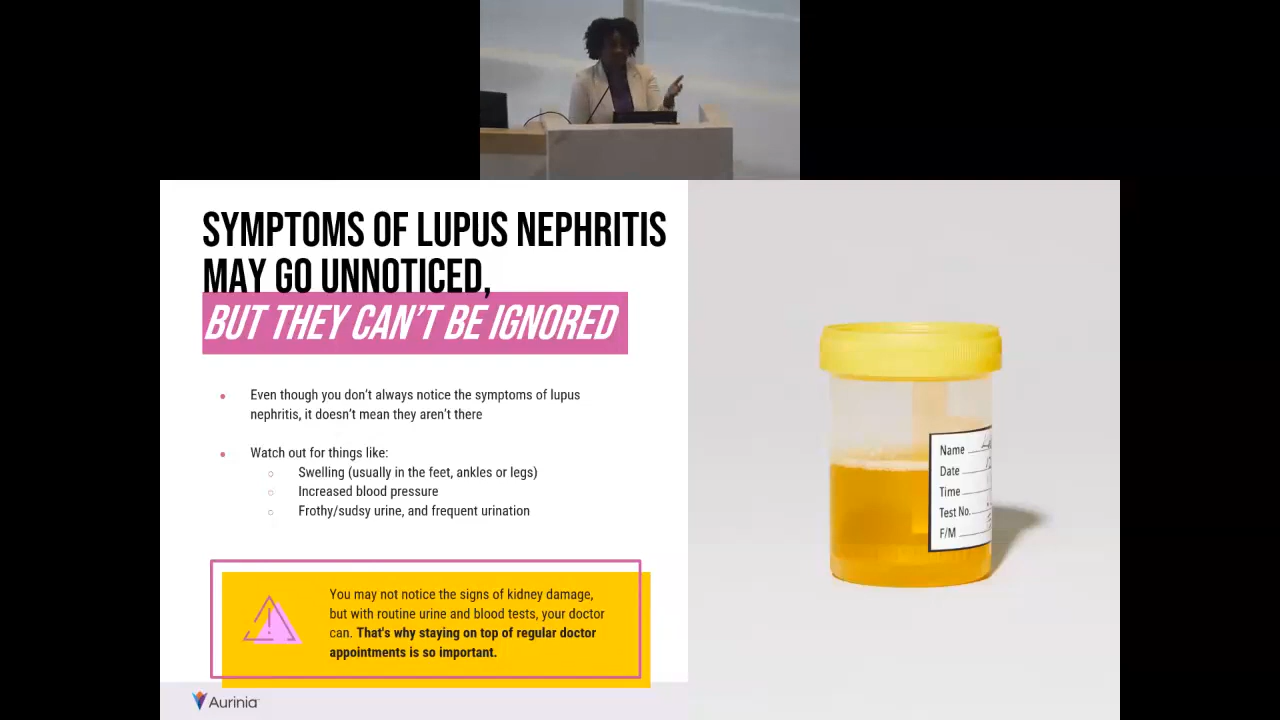 SYMPTOMS OF LUPUS NEPHRITIS
MAY GO UNNOTICED,
BUT THEY CAN'T BE IGNORED
Even though you don't always notice the symptoms of lupus
nephritis, it doesn't mean they aren't there
Watch out for things like:
Swelling (usually in the feet, ankles or legs)
Increased blood pressure
Frothy/sudsy urine, and frequent urination
You may not notice the signs of kidney damage,
but with routine urine and blood tests, your doctor
can. That's why staying on top of regular doctor
appointments is so important.
Aurinia
Name
Date
Time
Test No.
F/M